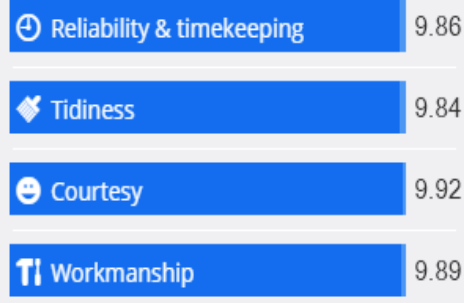 Reliability & timekeeping 9.86
Tidiness 9.84
Courtesy 9.92
Workmanship 9.89